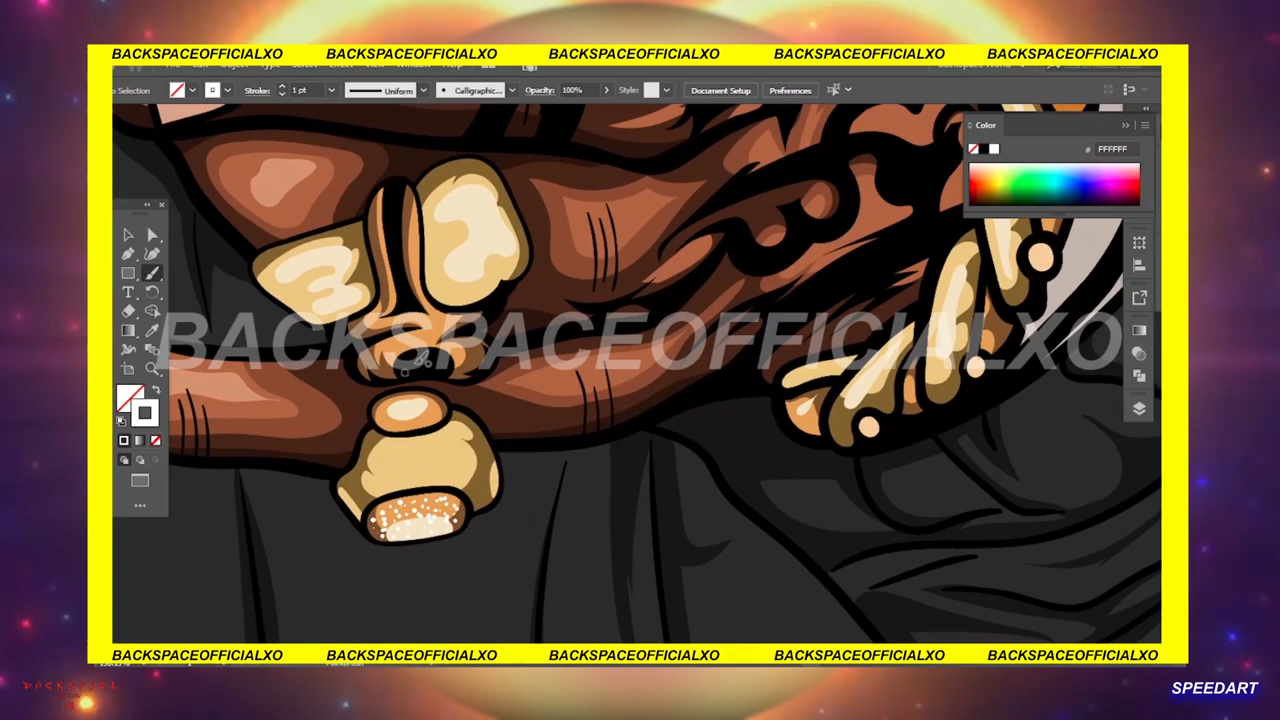 BACKSPACEOFFICIALXO BACKSPACEOFFICIALXO BACKSPACEOFFICIALXO BACKSPACEOFFICIALXO BACKSPACEOFFICIALXO
Selection Stroke: 1 pt Uniform Calligraphic... Opacity: 100% Style: Document Setup Preferences
Color
# FFFFFF
BACKSPACEOFFICIALXO
BACKSPACEOFFICIALXO BACKSPACEOFFICIALXO BACKSPACEOFFICIALXO BACKSPACEOFFICIALXO BACKSPACEOFFICIALXO
SPEEDART